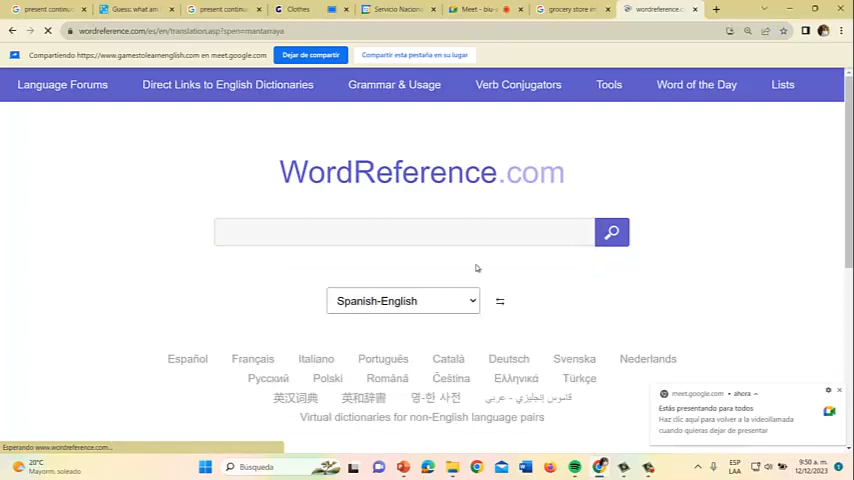 present continu
Guess: what am i
present continu
Clothes
Servicio Nacion
Meet - biu-
grocery store in
wordreference.c
wordreference.com/es/en/translation.asp?spen=mantarraya
Compartiendo https://www.gamestolearnenglish.com en meet.google.com
Dejar de compartir
Compartir esta pestaña en su lugar
Language Forums
Direct Links to English Dictionaries
Grammar & Usage
Verb Conjugators
Tools
Word of the Day
Lists
WordReference.com
Spanish-English
Español Français Italiano Português Català Deutsch Svenska Nederlands
Русский Polski Română Čeština Ελληνικά Türkçe
英汉词典 英和辞書 영-한 사전 قاموس إنجليزي - عربي
Virtual dictionaries for non-English language pairs
meet.google.com • ahora
Estás presentando para todos
Haz clic aquí para volver a la videollamada
cuando quieras dejar de presentar
Esperando www.wordreference.com...
20°C
Mayorm. soleado
Búsqueda
ESP
LAA
9:50 a. m.
12/12/2023